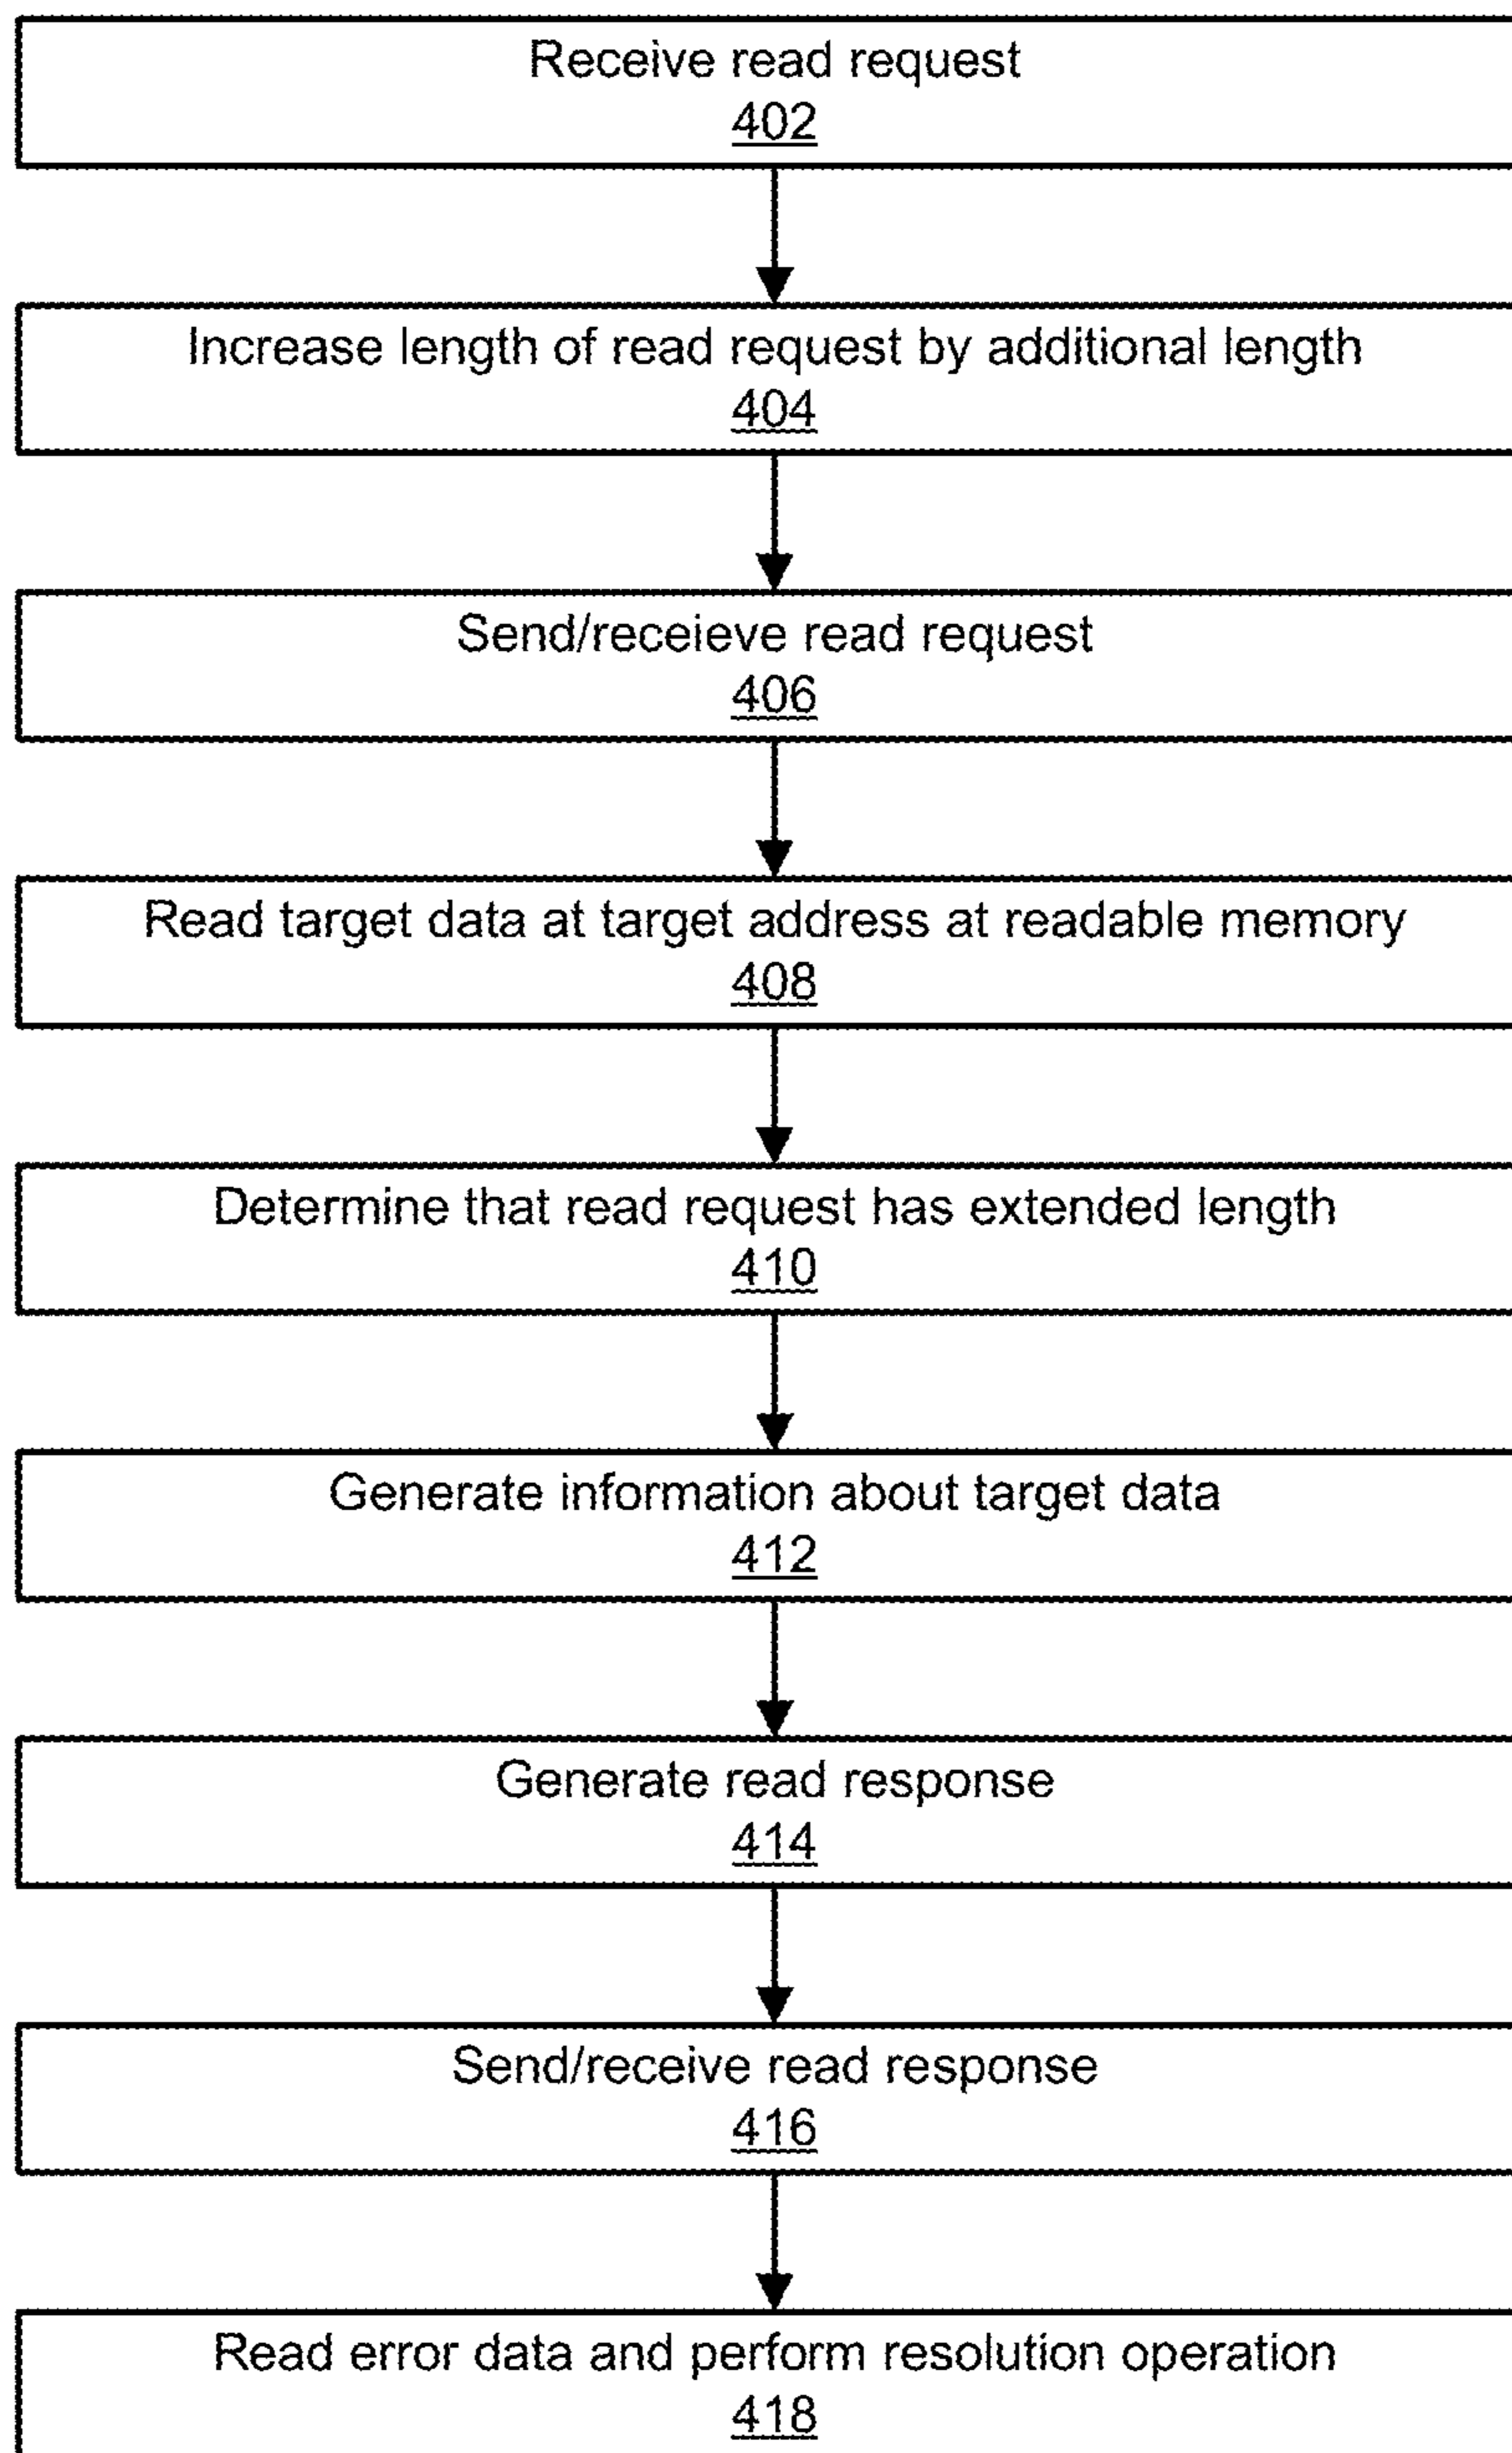 Receive read request
402
Increase length of read request by additional length
404
Send/receieve read request
406
Read target data at target address at readable memory
408
Determine that read request has extended length
410
Generate information about target data
412
Generate read response
414
Send/receive read response
416
Read error data and perform resolution operation
418